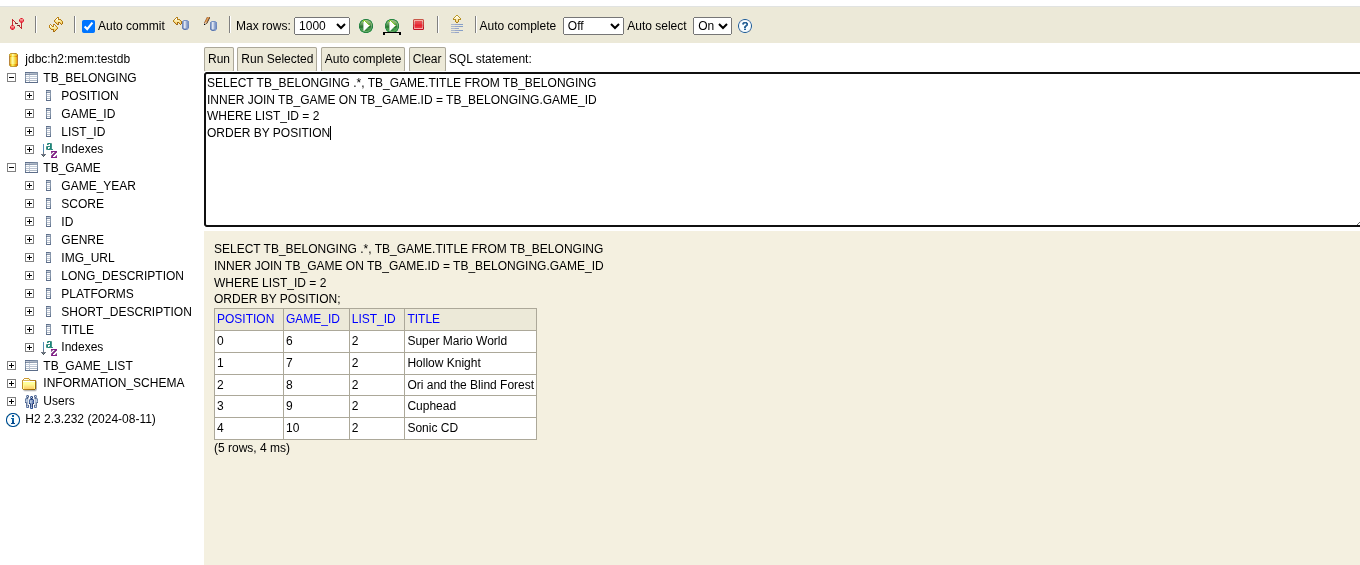 Auto commit Max rows: 1000 Auto complete Off Auto select On ?
jdbc:h2:mem:testdb
TB_BELONGING
POSITION
GAME_ID
LIST_ID
Indexes
TB_GAME
GAME_YEAR
SCORE
ID
GENRE
IMG_URL
LONG_DESCRIPTION
PLATFORMS
SHORT_DESCRIPTION
TITLE
Indexes
TB_GAME_LIST
INFORMATION_SCHEMA
Users
H2 2.3.232 (2024-08-11)
Run Run Selected Auto complete Clear SQL statement:
SELECT TB_BELONGING .*, TB_GAME.TITLE FROM TB_BELONGING
INNER JOIN TB_GAME ON TB_GAME.ID = TB_BELONGING.GAME_ID
WHERE LIST_ID = 2
ORDER BY POSITION
SELECT TB_BELONGING .*, TB_GAME.TITLE FROM TB_BELONGING
INNER JOIN TB_GAME ON TB_GAME.ID = TB_BELONGING.GAME_ID
WHERE LIST_ID = 2
ORDER BY POSITION;
POSITION GAME_ID LIST_ID TITLE
0 6 2 Super Mario World
1 7 2 Hollow Knight
2 8 2 Ori and the Blind Forest
3 9 2 Cuphead
4 10 2 Sonic CD
(5 rows, 4 ms)